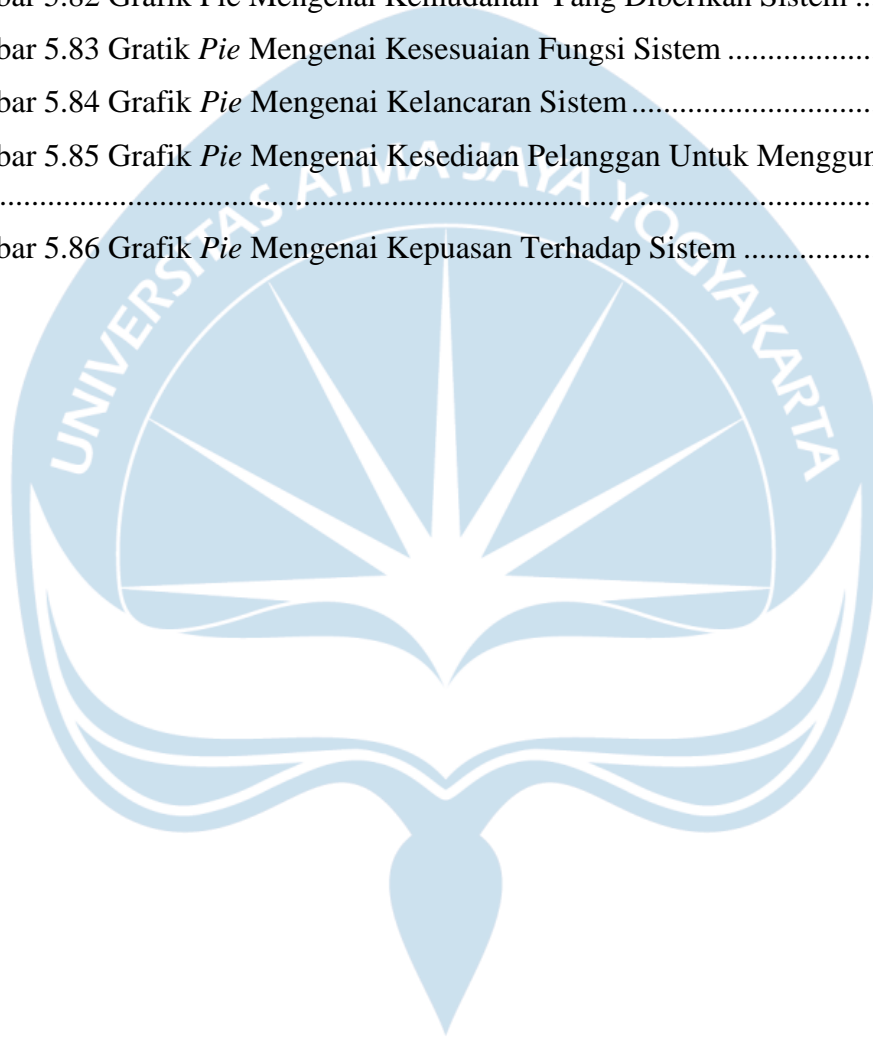 bar 5.82 Grafik Pie Mengenai Kemudahan Yang Diberikan Sistem ..
bar 5.83 Gratik Pie Mengenai Kesesuaian Fungsi Sistem .................
bar 5.84 Grafik Pie Mengenai Kelancaran Sistem ............................
bar 5.85 Grafik Pie Mengenai Kesediaan Pelanggan Untuk Menggun
..........................................................................................................
bar 5.86 Grafik Pie Mengenai Kepuasan Terhadap Sistem ...............
UNIVERSITAS ATMA JAYA YOGYAKARTA